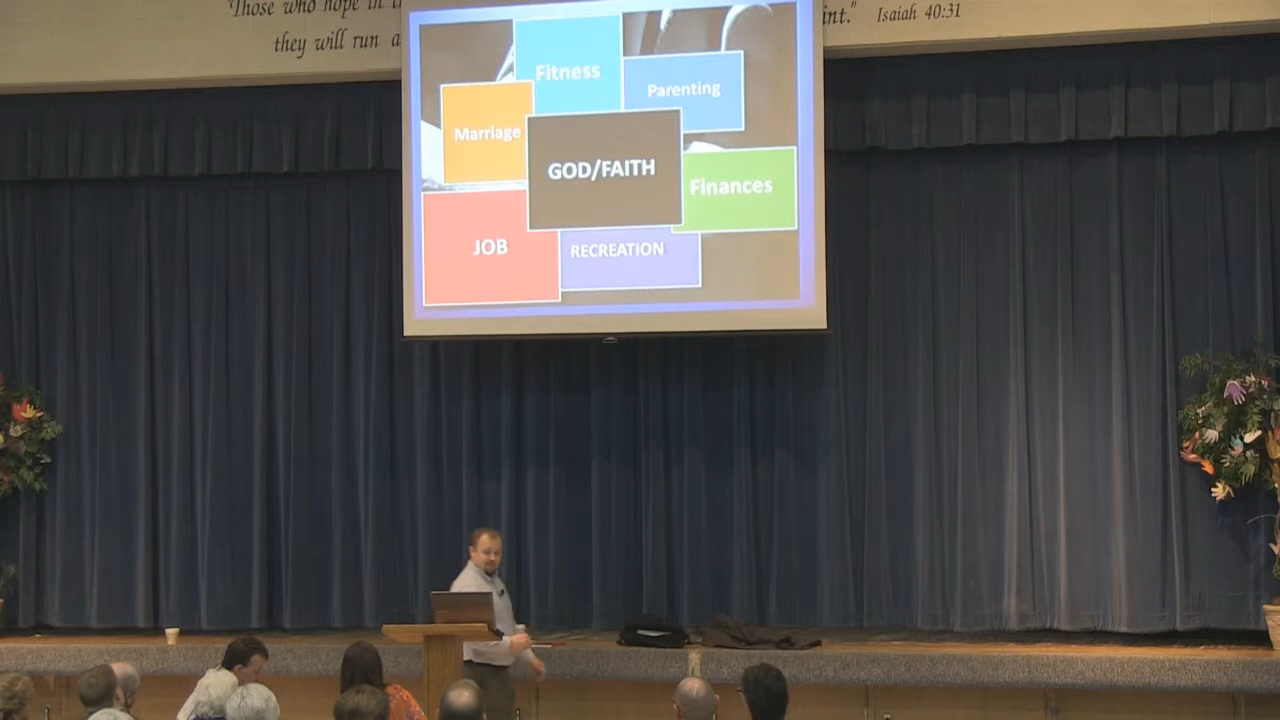 "Those who hope in
int." Isaiah 40:31
they will run
Fitness
Parenting
Marriage
GOD/FAITH
Finances
JOB
RECREATION